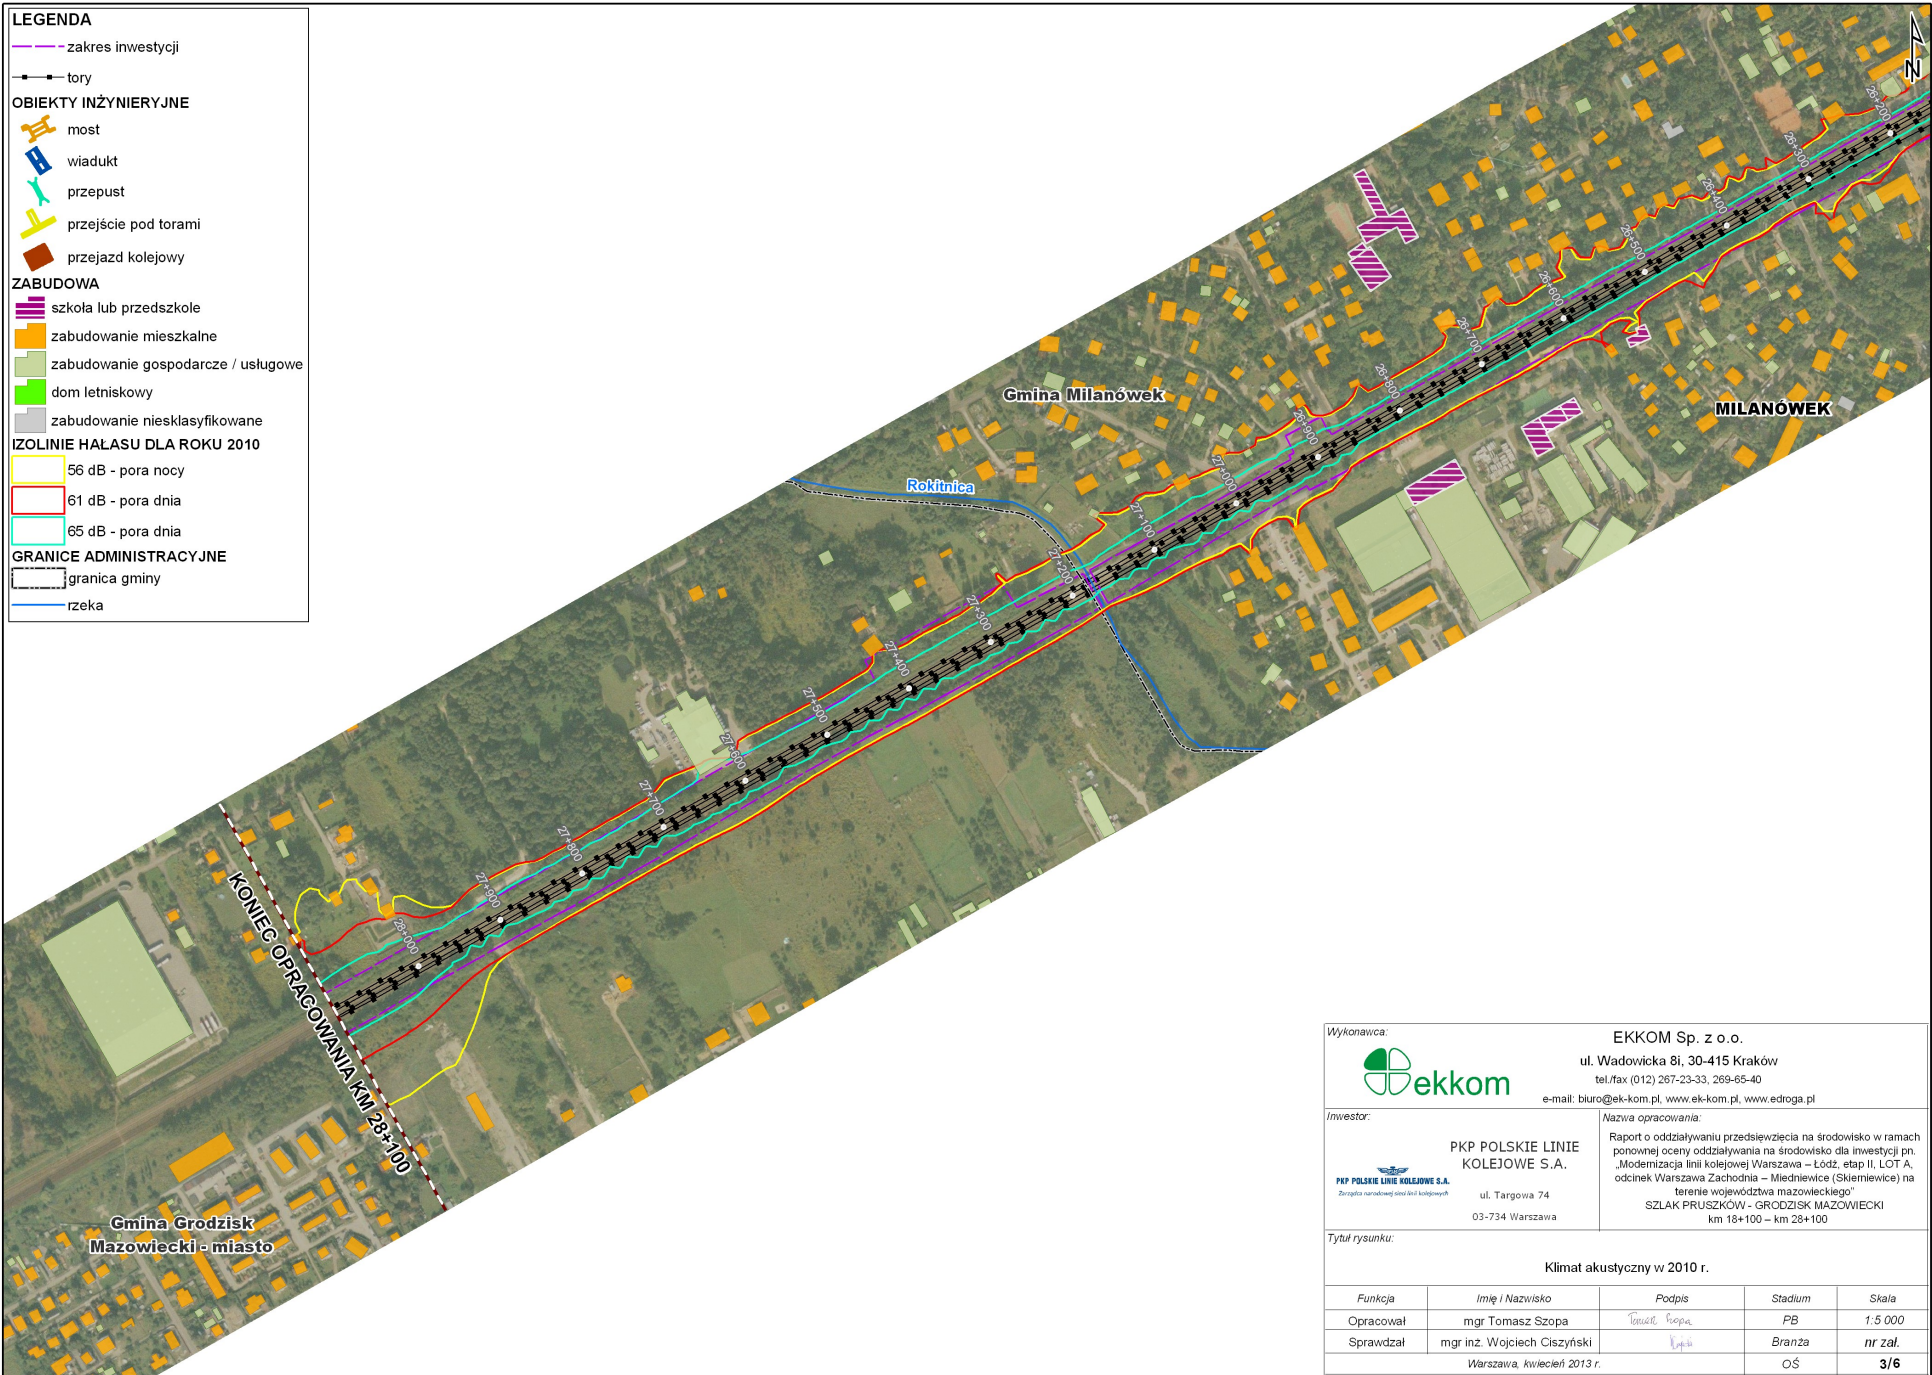 LEGENDA
zakres inwestycji
tory
OBIEKTY INŻYNIERYJNE
most
wiadukt
przepust
przejście pod torami
przejazd kolejowy
ZABUDOWA
szkoła lub przedszkole
zabudowanie mieszkalne
zabudowanie gospodarcze / usługowe
dom letniskowy
zabudowanie niesklasyfikowane
IZOLINIE HAŁASU DLA ROKU 2010
56 dB - pora nocy
61 dB - pora dnia
65 dB - pora dnia
GRANICE ADMINISTRACYJNE
granica gminy
rzeka
N
26+200
26+300
26+400
26+500
26+600
26+700
26+800
26+900
27+000
27+100
27+200
27+300
27+400
27+500
27+600
27+700
27+800
27+900
28+000
Gmina Milanówek
MILANÓWEK
Rokitnica
KONIEC OPRACOWANIA KM 28+100
Gmina Grodzisk
Mazowiecki - miasto
Wykonawca:
ekkom
EKKOM Sp. z o.o.
ul. Wadowicka 8i, 30-415 Kraków
tel./fax (012) 267-23-33, 269-65-40
e-mail: biuro@ek-kom.pl, www.ek-kom.pl, www.edroga.pl
Inwestor:
PKP POLSKIE LINIE KOLEJOWE S.A.
Zarządca narodowej sieci linii kolejowych
PKP POLSKIE LINIE
KOLEJOWE S.A.
ul. Targowa 74
03-734 Warszawa
Nazwa opracowania:
Raport o oddziaływaniu przedsięwzięcia na środowisko w ramach
ponownej oceny oddziaływania na środowisko dla inwestycji pn.
„Modernizacja linii kolejowej Warszawa – Łódź, etap II, LOT A,
odcinek Warszawa Zachodnia – Miedniewice (Skierniewice) na
terenie województwa mazowieckiego”
SZLAK PRUSZKÓW - GRODZISK MAZOWIECKI
km 18+100 – km 28+100
Tytuł rysunku:
Klimat akustyczny w 2010 r.
Funkcja Imię i Nazwisko Podpis Stadium Skala
Opracował mgr Tomasz Szopa Tomasz Szopa PB 1:5 000
Sprawdzał mgr inż. Wojciech Ciszyński Branża nr zał.
Warszawa, kwiecień 2013 r. OŚ 3/6